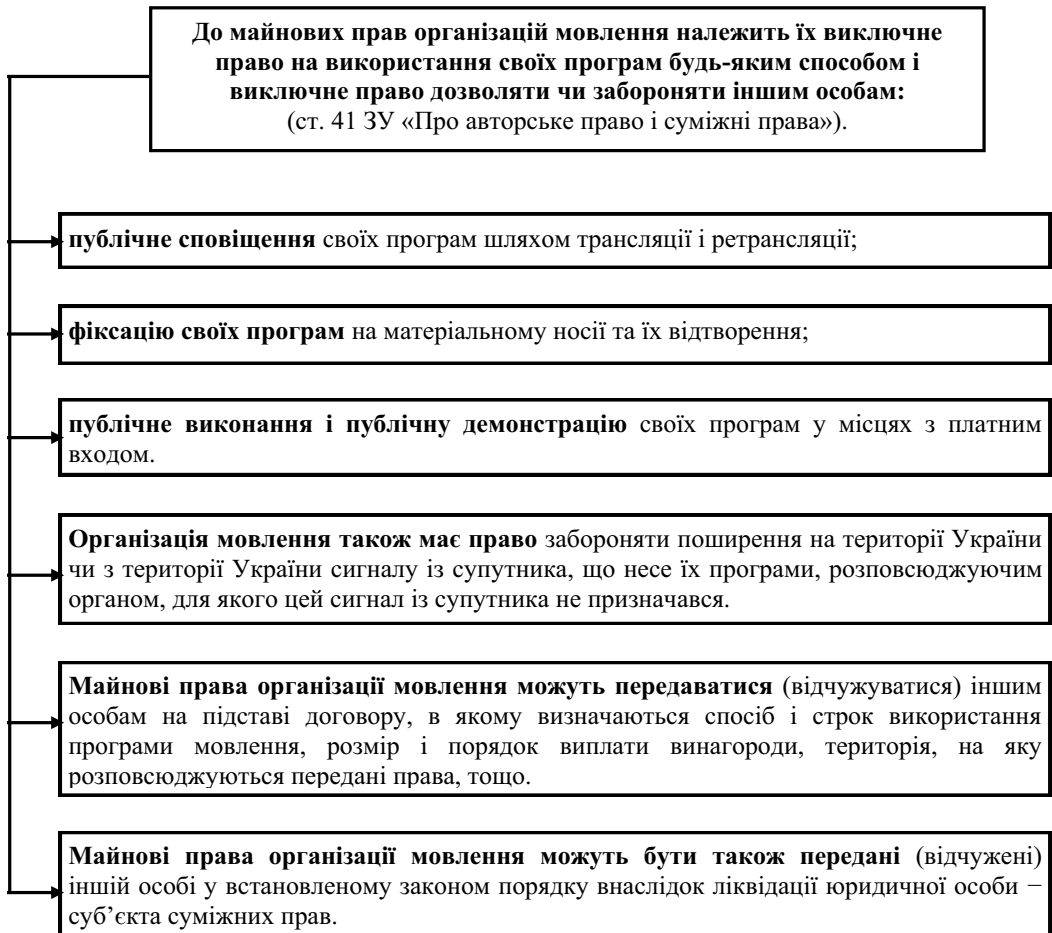 До майнових прав організацій мовлення належить їх виключне
право на використання своїх програм будь-яким способом і
виключне право дозволяти чи забороняти іншим особам:
(ст. 41 ЗУ «Про авторське право і суміжні права»).
публічне сповіщення своїх програм шляхом трансляції і ретрансляції;
фіксацію своїх програм на матеріальному носії та їх відтворення;
публічне виконання і публічну демонстрацію своїх програм у місцях з платним
входом.
Організація мовлення також має право забороняти поширення на території України
чи з території України сигналу із супутника, що несе їх програми, розповсюджуючим
органом, для якого цей сигнал із супутника не призначався.
Майнові права організації мовлення можуть передаватися (відчужуватися) іншим
особам на підставі договору, в якому визначаються спосіб і строк використання
програми мовлення, розмір і порядок виплати винагороди, територія, на яку
розповсюджуються передані права, тощо.
Майнові права організації мовлення можуть бути також передані (відчужені)
іншій особі у встановленому законом порядку внаслідок ліквідації юридичної особи −
суб’єкта суміжних прав.